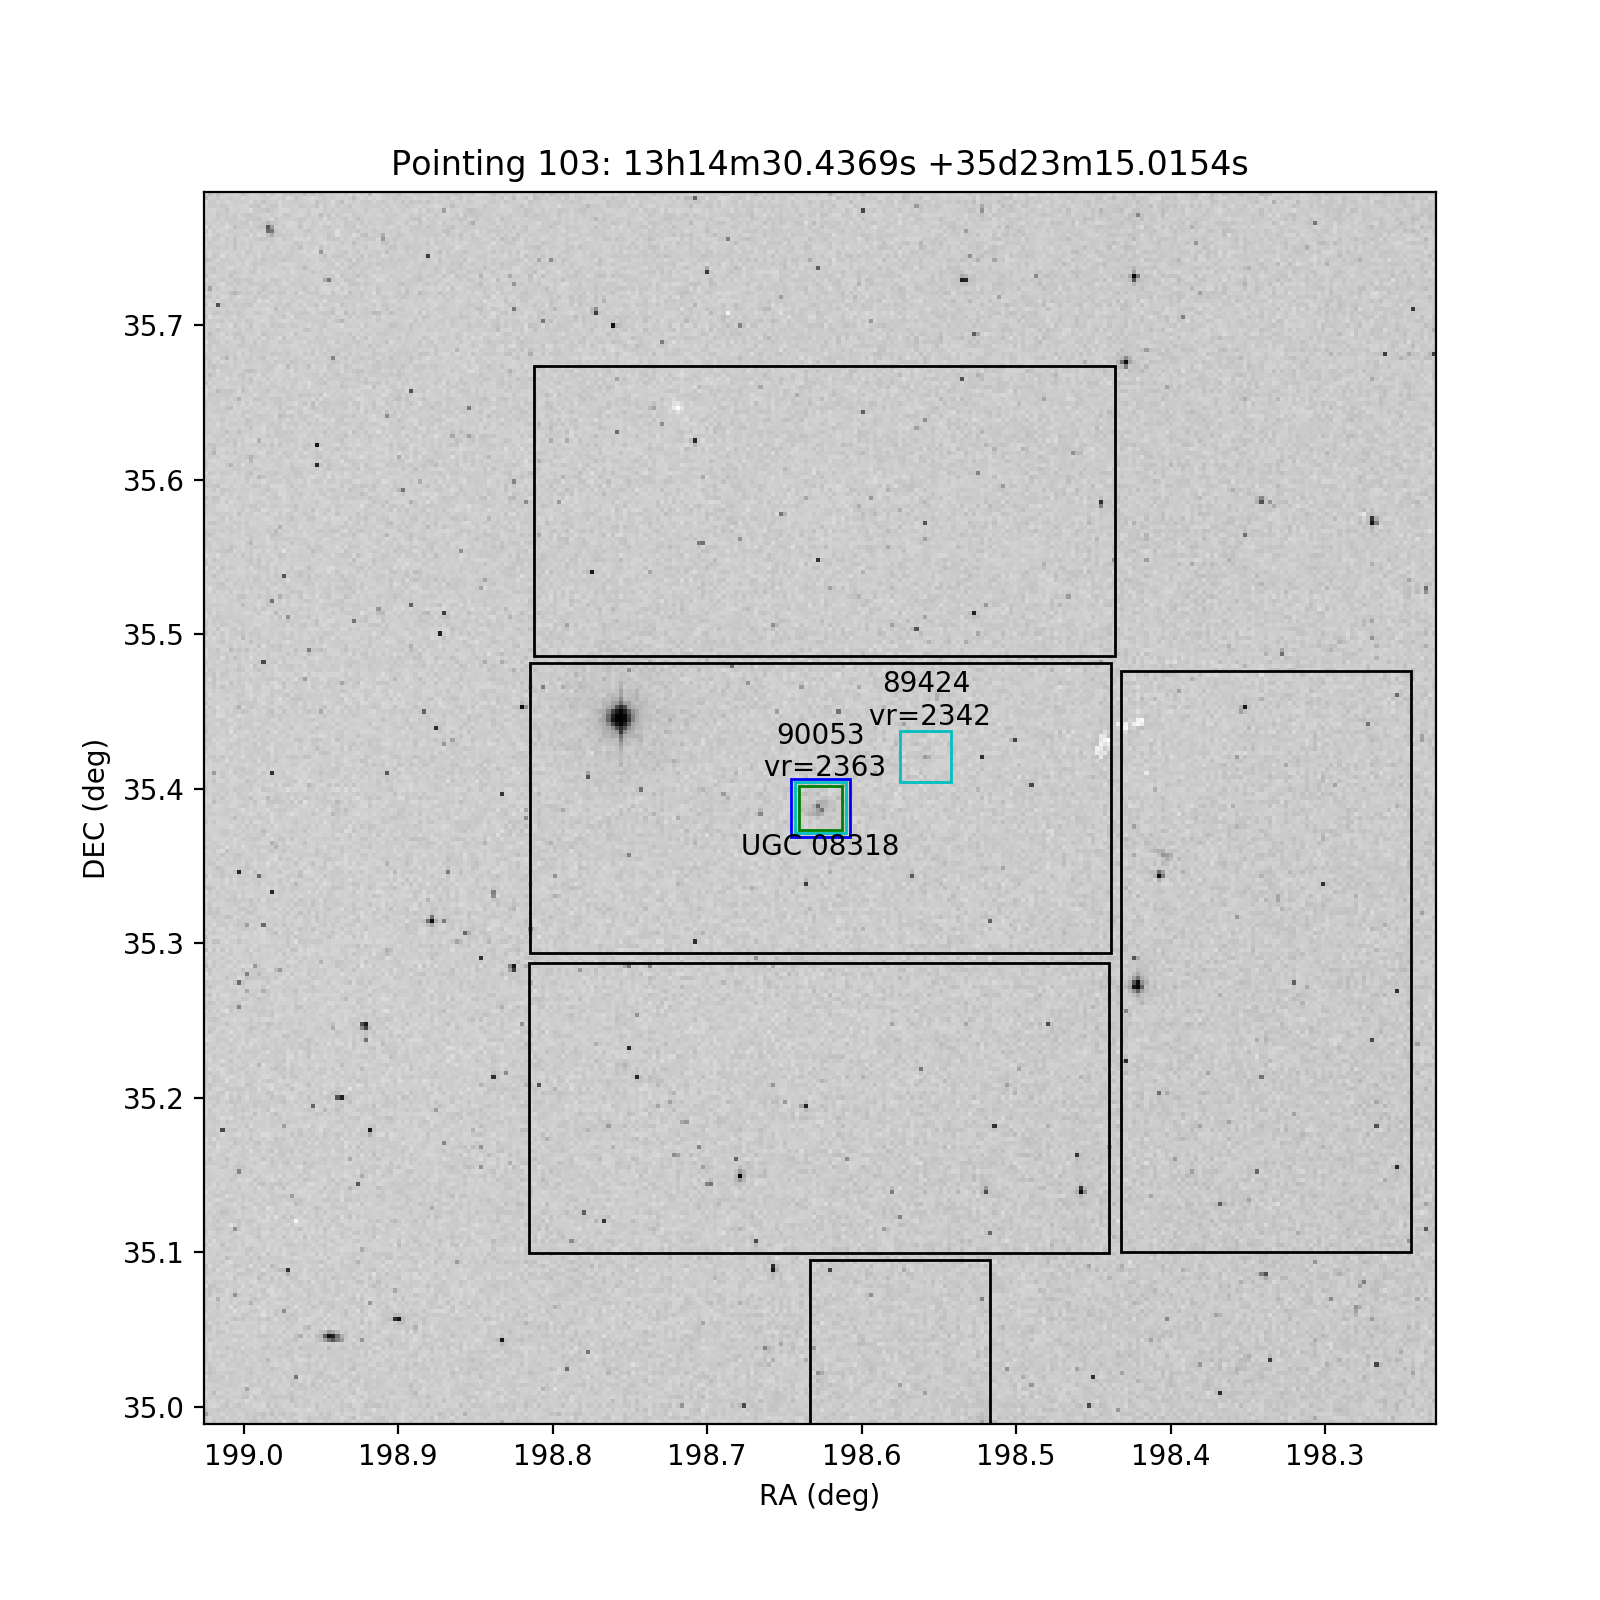 Pointing 103: 13h14m30.4369s +35d23m15.0154s
35.7
35.6
35.5
35.4
35.3
35.2
35.1
35.0
DEC (deg)
89424
vr=2342
90053
vr=2363
UGC 08318
199.0 198.9 198.8 198.7 198.6 198.5 198.4 198.3
RA (deg)